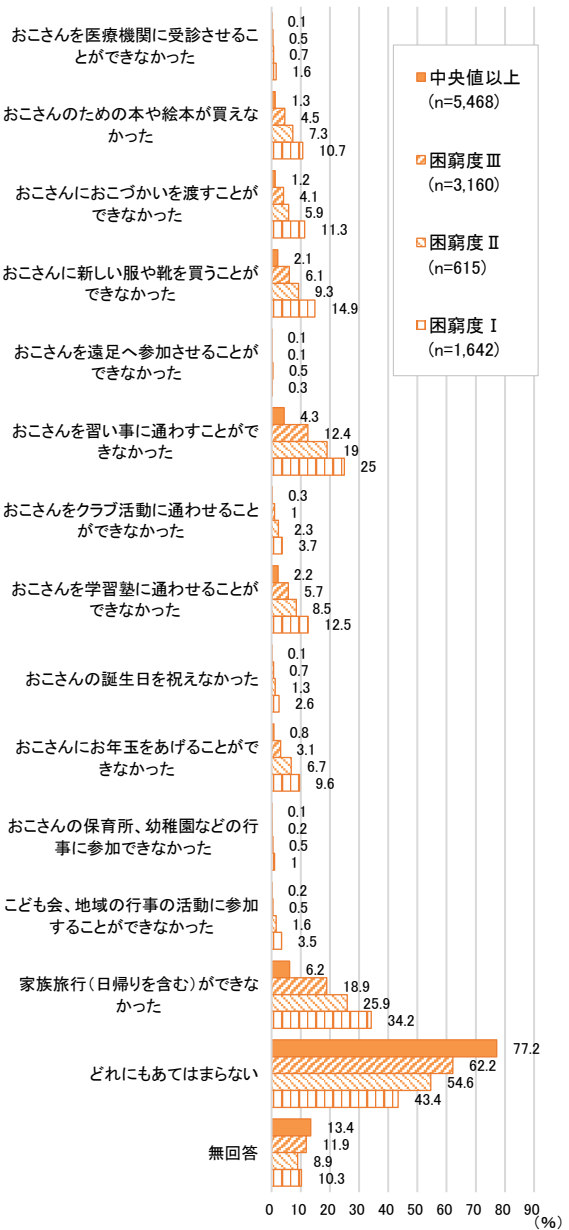 おこさんを医療機関に受診させるこ
とができなかった
0.1
0.5
0.7
1.6
おこさんのための本や絵本が買えな
かった
1.3
4.5
7.3
10.7
おこさんにおこづかいを渡すことが
できなかった
1.2
4.1
5.9
11.3
おこさんに新しい服や靴を買うことが
できなかった
2.1
6.1
9.3
14.9
おこさんを遠足へ参加させることが
できなかった
0.1
0.1
0.5
0.3
おこさんを習い事に通わすことがで
きなかった
4.3
12.4
19
25
おこさんをクラブ活動に通わせること
ができなかった
0.3
1
2.3
3.7
おこさんを学習塾に通わせることが
できなかった
2.2
5.7
8.5
12.5
おこさんの誕生日を祝えなかった
0.1
0.7
1.3
2.6
おこさんにお年玉をあげることがで
きなかった
0.8
3.1
6.7
9.6
おこさんの保育所、幼稚園などの行
事に参加できなかった
0.1
0.2
0.5
1
こども会、地域の行事の活動に参加
することができなかった
0.2
0.5
1.6
3.5
家族旅行(日帰りを含む)ができな
かった
6.2
18.9
25.9
34.2
どれにもあてはまらない
77.2
62.2
54.6
43.4
無回答
13.4
11.9
8.9
10.3
0 10 20 30 40 50 60 70 80 90
(%)
中央値以上
(n=5,468)
困窮度Ⅲ
(n=3,160)
困窮度Ⅱ
(n=615)
困窮度Ⅰ
(n=1,642)